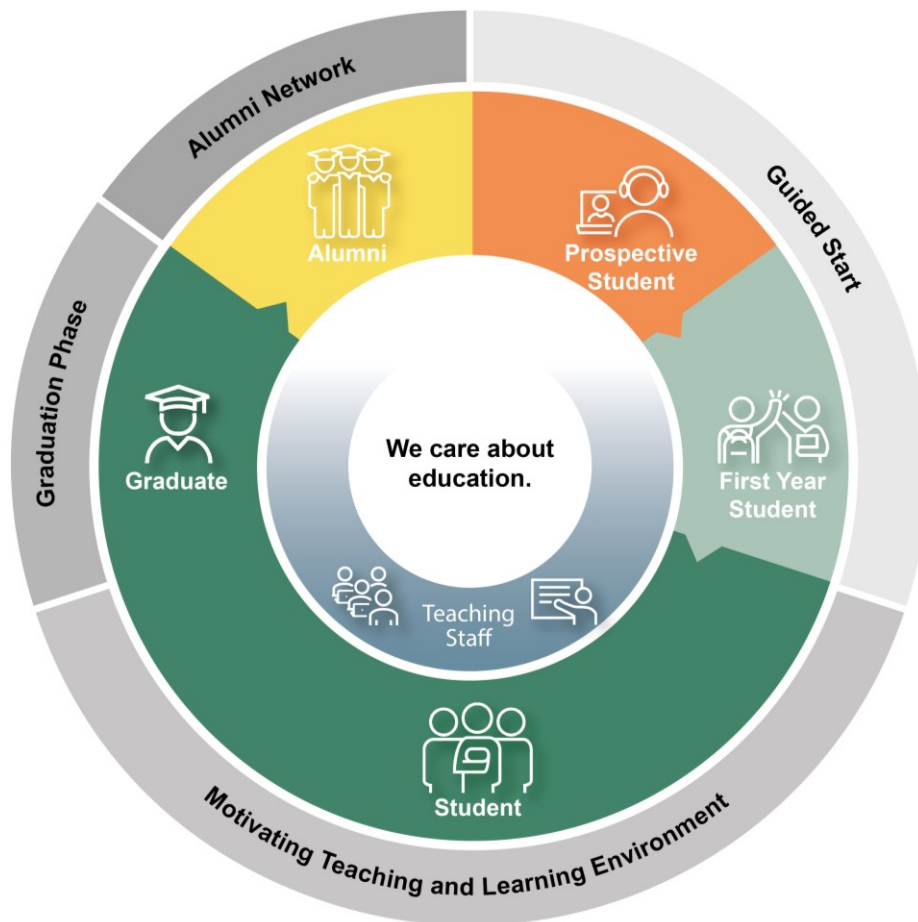 Alumni Network
Guided Start
Alumni
Prospective
Student
Graduation Phase
Graduate
We care about
education.
First Year
Student
Teaching
Staff
Student
Motivating Teaching and Learning Environment